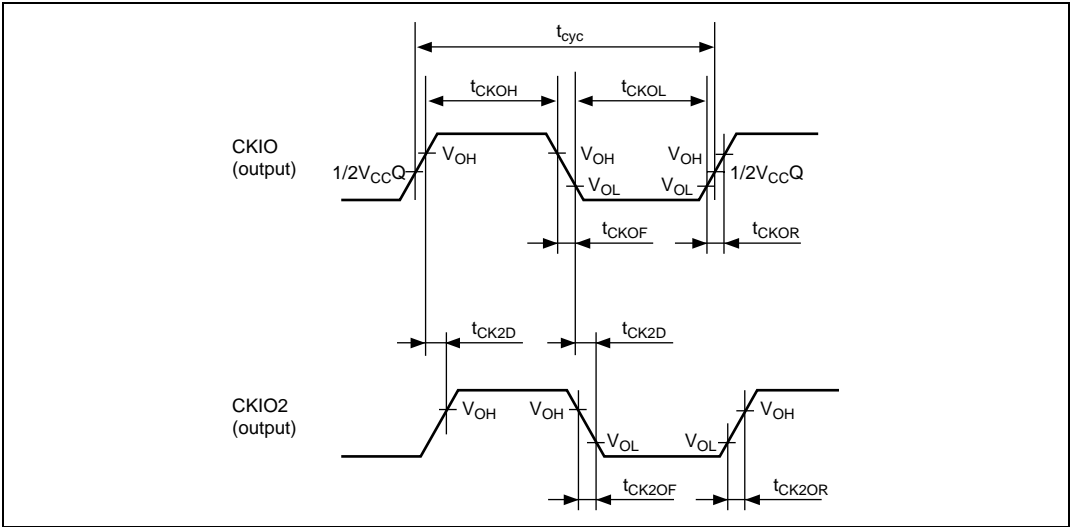 tcyc
tCKOH
tCKOL
CKIO
(output)
1/2VCCQ
VOH
VOH
VOL
VOH
VOL
1/2VCCQ
tCKOF
tCKOR
tCK2D
tCK2D
CKIO2
(output)
VOH
VOH
VOL
VOL
VOH
tCK2OF
tCK2OR